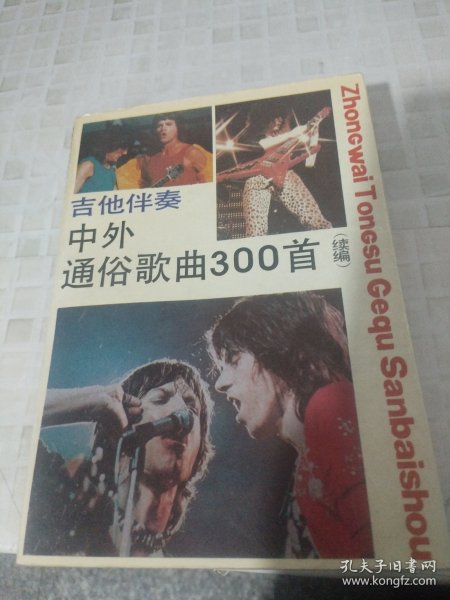 吉他伴奏
中外
通俗歌曲300首
(续编)
Zhongwai Tongsu Gequ Sanbaishou
孔夫子旧书网
www.kongfz.com